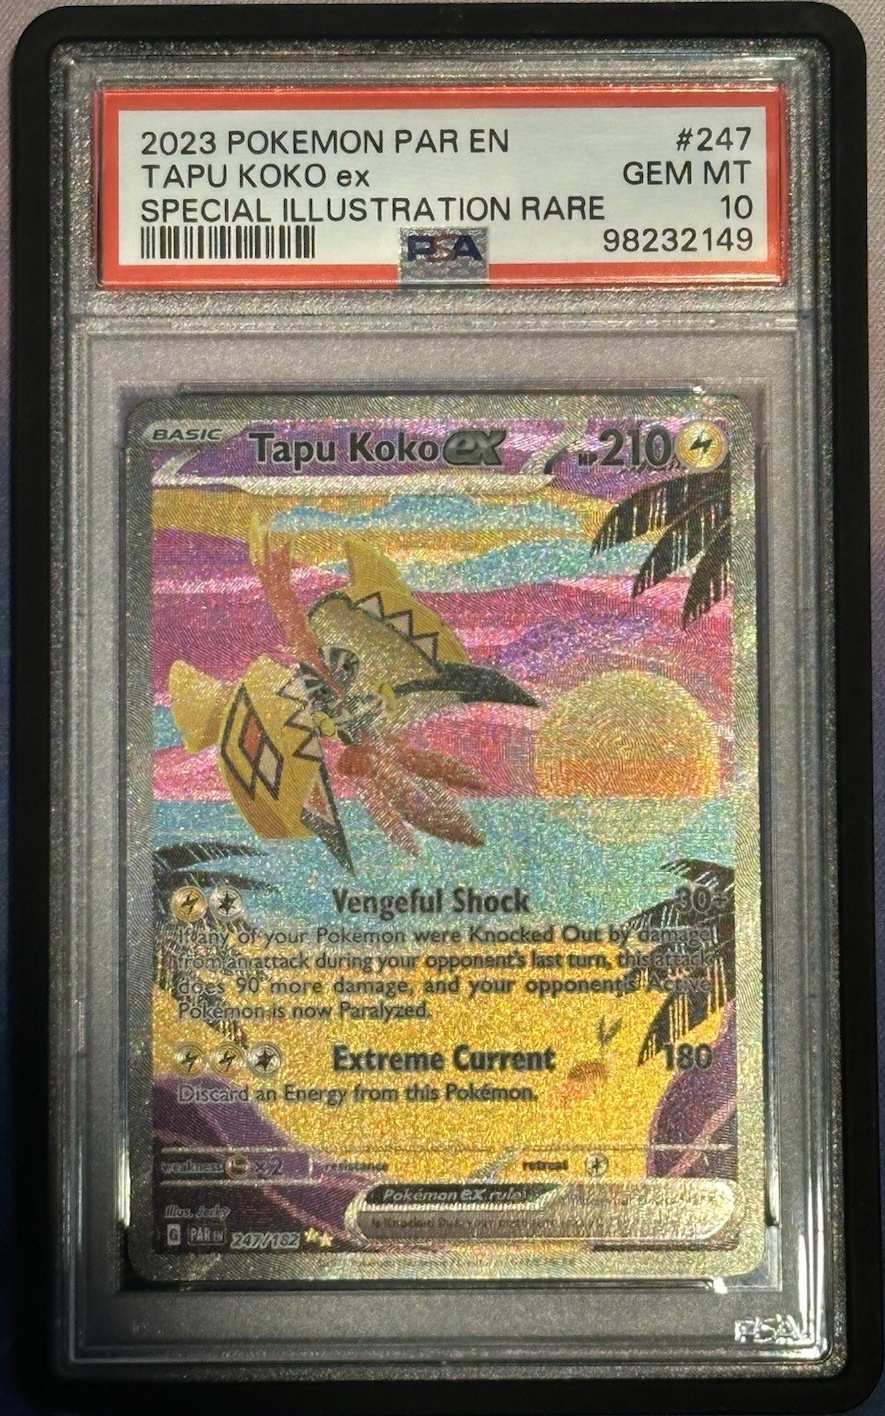 2023 POKEMON PAR EN #247
TAPU KOKO ex GEM MT
SPECIAL ILLUSTRATION RARE 10
PSA 98232149
BASIC Tapu Koko ex HP 210
Vengeful Shock 30+
If any of your Pokémon were Knocked Out by damage
from an attack during your opponent's last turn, this attack
does 90 more damage, and your opponent's Active
Pokémon is now Paralyzed.
Extreme Current 180
Discard an Energy from this Pokémon.
weakness ×2 resistance retreat
Pokémon ex rule
Illus. Jerky
G PAR EN 247/182
PSA